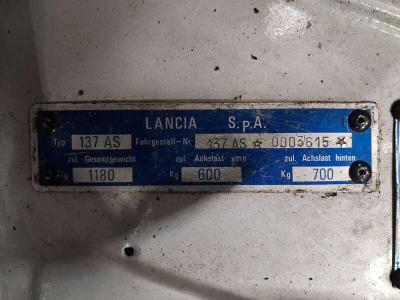 LANCIA S.p.A.
Typ 137 AS Fahrgestell-Nr 137 AS ☆ 0003615 ☆
zul. Gesamtgewicht zul. Achslast vorn zul. Achslast hinten
1180 Kg 600 Kg 700